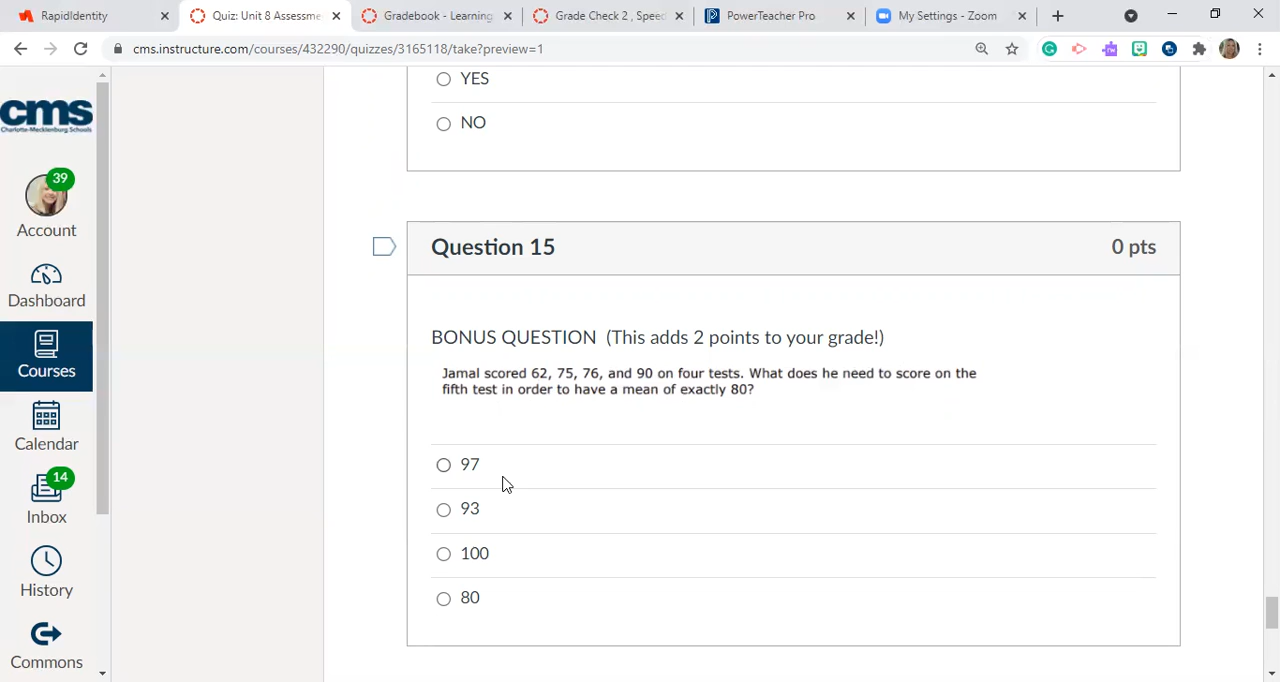 RapidIdentity
Quiz: Unit 8 Assessme
Gradebook - Learning
Grade Check 2 , Speed
PowerTeacher Pro
My Settings - Zoom
cms.instructure.com/courses/432290/quizzes/3165118/take?preview=1
cms
Charlotte-Mecklenburg Schools
39
Account
Dashboard
Courses
Calendar
14
Inbox
History
Commons
YES
NO
Question 15
0 pts
BONUS QUESTION (This adds 2 points to your grade!)
Jamal scored 62, 75, 76, and 90 on four tests. What does he need to score on the
fifth test in order to have a mean of exactly 80?
97
93
100
80